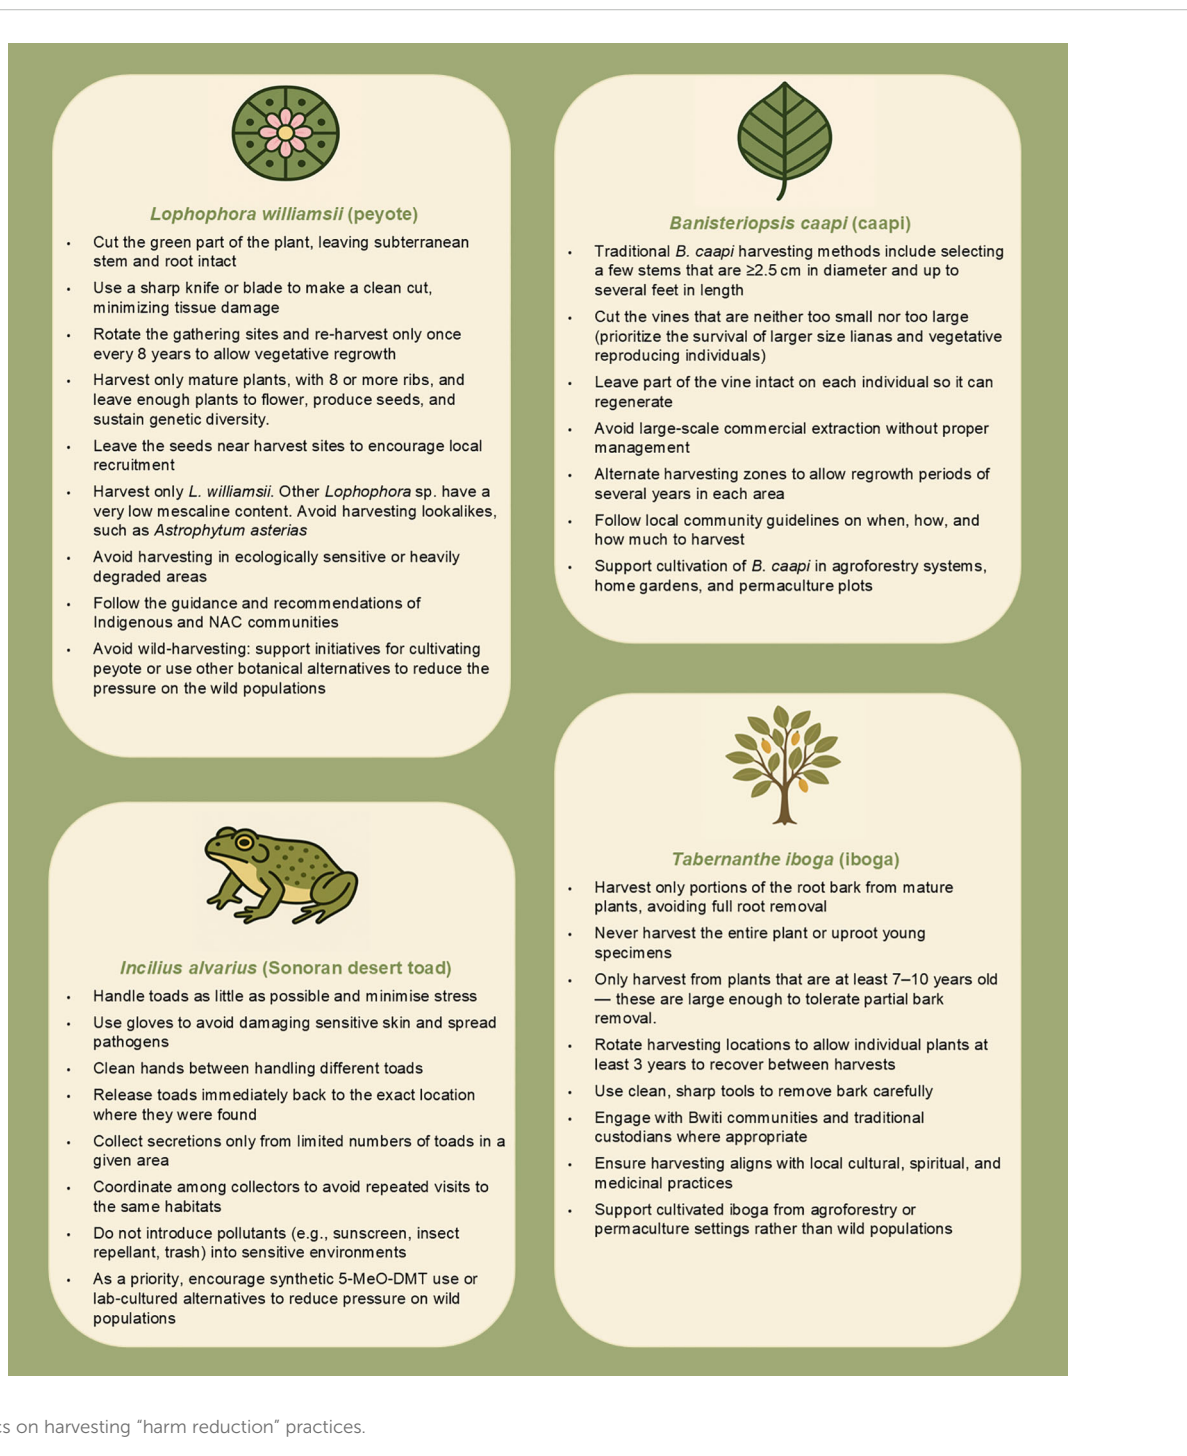 Lophophora williamsii (peyote)
• Cut the green part of the plant, leaving subterranean
stem and root intact
• Use a sharp knife or blade to make a clean cut,
minimizing tissue damage
• Rotate the gathering sites and re-harvest only once
every 8 years to allow vegetative regrowth
• Harvest only mature plants, with 8 or more ribs, and
leave enough plants to flower, produce seeds, and
sustain genetic diversity.
• Leave the seeds near harvest sites to encourage local
recruitment
• Harvest only L. williamsii. Other Lophophora sp. have a
very low mescaline content. Avoid harvesting lookalikes,
such as Astrophytum asterias
• Avoid harvesting in ecologically sensitive or heavily
degraded areas
• Follow the guidance and recommendations of
Indigenous and NAC communities
• Avoid wild-harvesting: support initiatives for cultivating
peyote or use other botanical alternatives to reduce the
pressure on the wild populations
Banisteriopsis caapi (caapi)
• Traditional B. caapi harvesting methods include selecting
a few stems that are ≥2.5 cm in diameter and up to
several feet in length
• Cut the vines that are neither too small nor too large
(prioritize the survival of larger size lianas and vegetative
reproducing individuals)
• Leave part of the vine intact on each individual so it can
regenerate
• Avoid large-scale commercial extraction without proper
management
• Alternate harvesting zones to allow regrowth periods of
several years in each area
• Follow local community guidelines on when, how, and
how much to harvest
• Support cultivation of B. caapi in agroforestry systems,
home gardens, and permaculture plots
Incilius alvarius (Sonoran desert toad)
• Handle toads as little as possible and minimise stress
• Use gloves to avoid damaging sensitive skin and spread
pathogens
• Clean hands between handling different toads
• Release toads immediately back to the exact location
where they were found
• Collect secretions only from limited numbers of toads in a
given area
• Coordinate among collectors to avoid repeated visits to
the same habitats
• Do not introduce pollutants (e.g., sunscreen, insect
repellant, trash) into sensitive environments
• As a priority, encourage synthetic 5-MeO-DMT use or
lab-cultured alternatives to reduce pressure on wild
populations
Tabernanthe iboga (iboga)
• Harvest only portions of the root bark from mature
plants, avoiding full root removal
• Never harvest the entire plant or uproot young
specimens
• Only harvest from plants that are at least 7–10 years old
— these are large enough to tolerate partial bark
removal.
• Rotate harvesting locations to allow individual plants at
least 3 years to recover between harvests
• Use clean, sharp tools to remove bark carefully
• Engage with Bwiti communities and traditional
custodians where appropriate
• Ensure harvesting aligns with local cultural, spiritual, and
medicinal practices
• Support cultivated iboga from agroforestry or
permaculture settings rather than wild populations
on harvesting “harm reduction” practices.